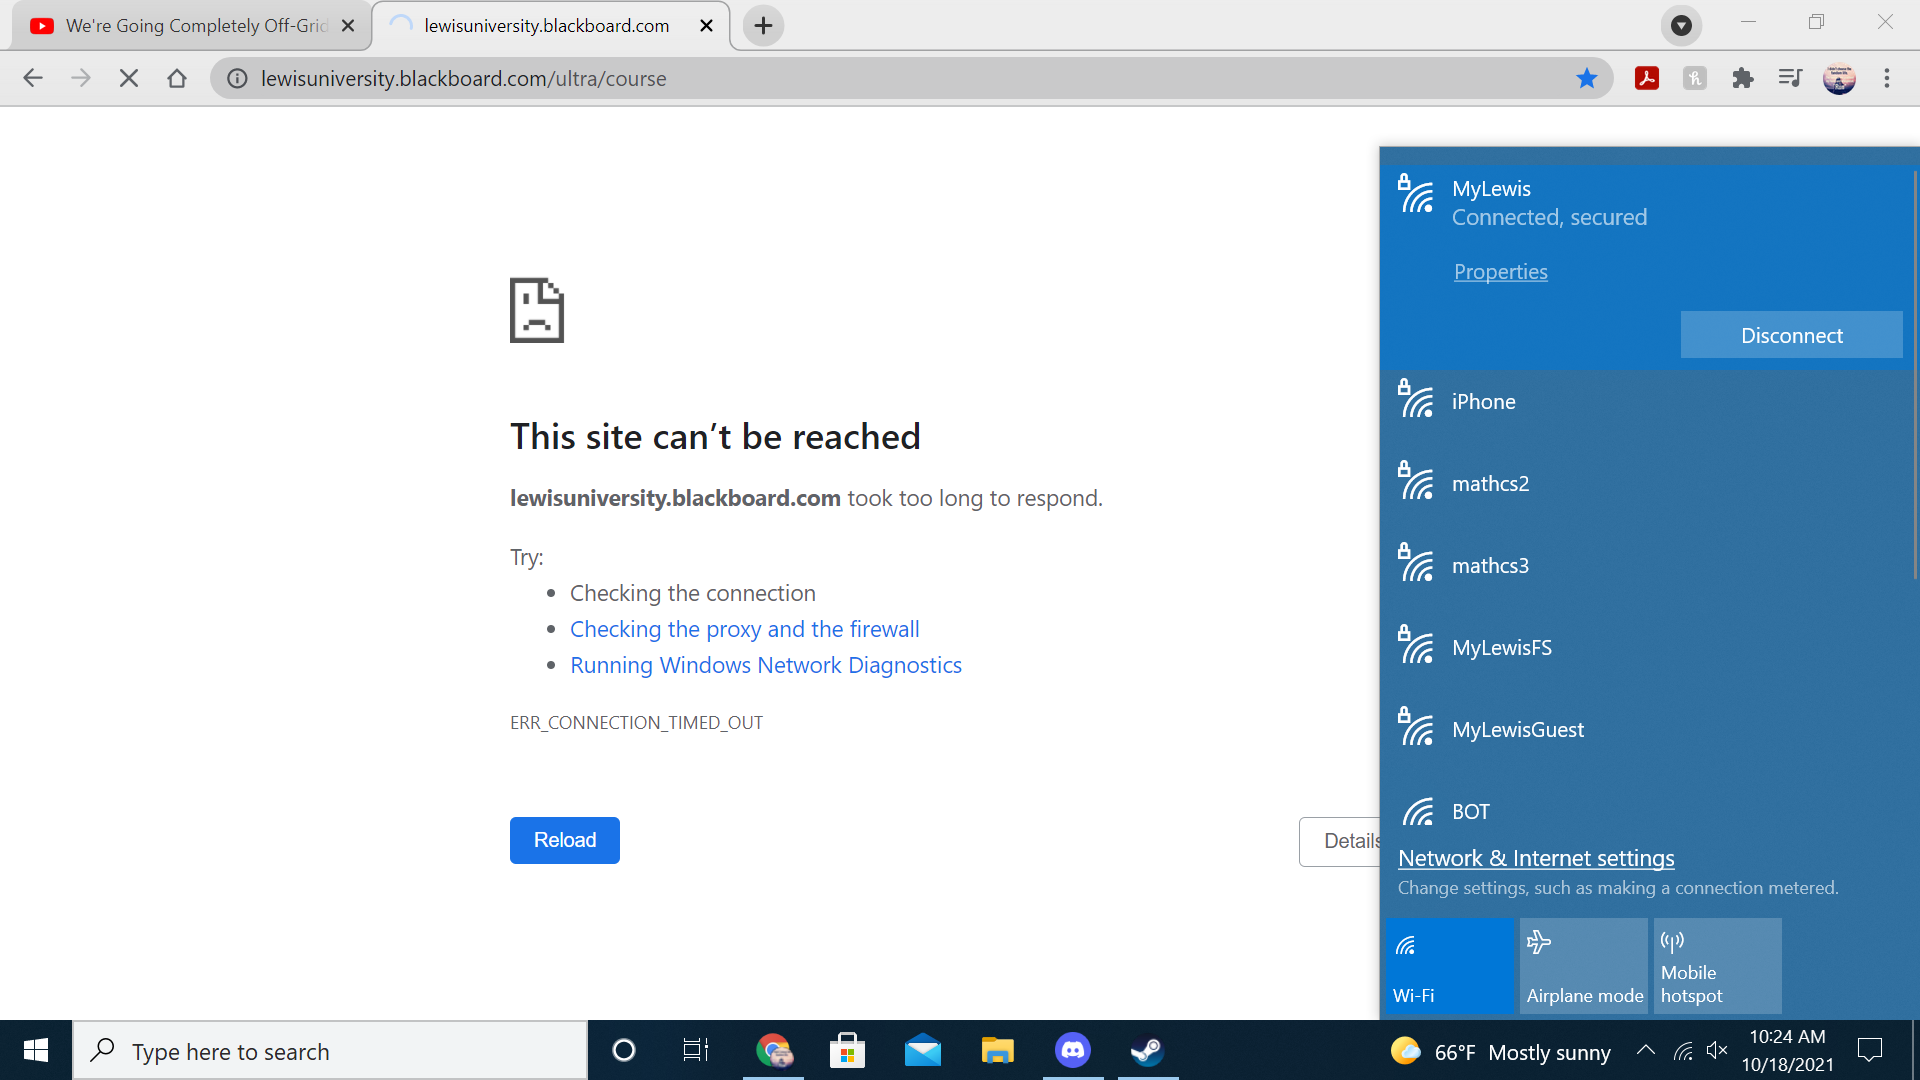 We're Going Completely Off-Grid
lewisuniversity.blackboard.com
lewisuniversity.blackboard.com/ultra/course
This site can’t be reached
lewisuniversity.blackboard.com took too long to respond.
Try:
Checking the connection
Checking the proxy and the firewall
Running Windows Network Diagnostics
ERR_CONNECTION_TIMED_OUT
Reload
Details
MyLewis
Connected, secured
Properties
Disconnect
iPhone
mathcs2
mathcs3
MyLewisFS
MyLewisGuest
BOT
Network & Internet settings
Change settings, such as making a connection metered.
Wi-Fi
Airplane mode
Mobile
hotspot
Type here to search
66°F Mostly sunny
10:24 AM
10/18/2021